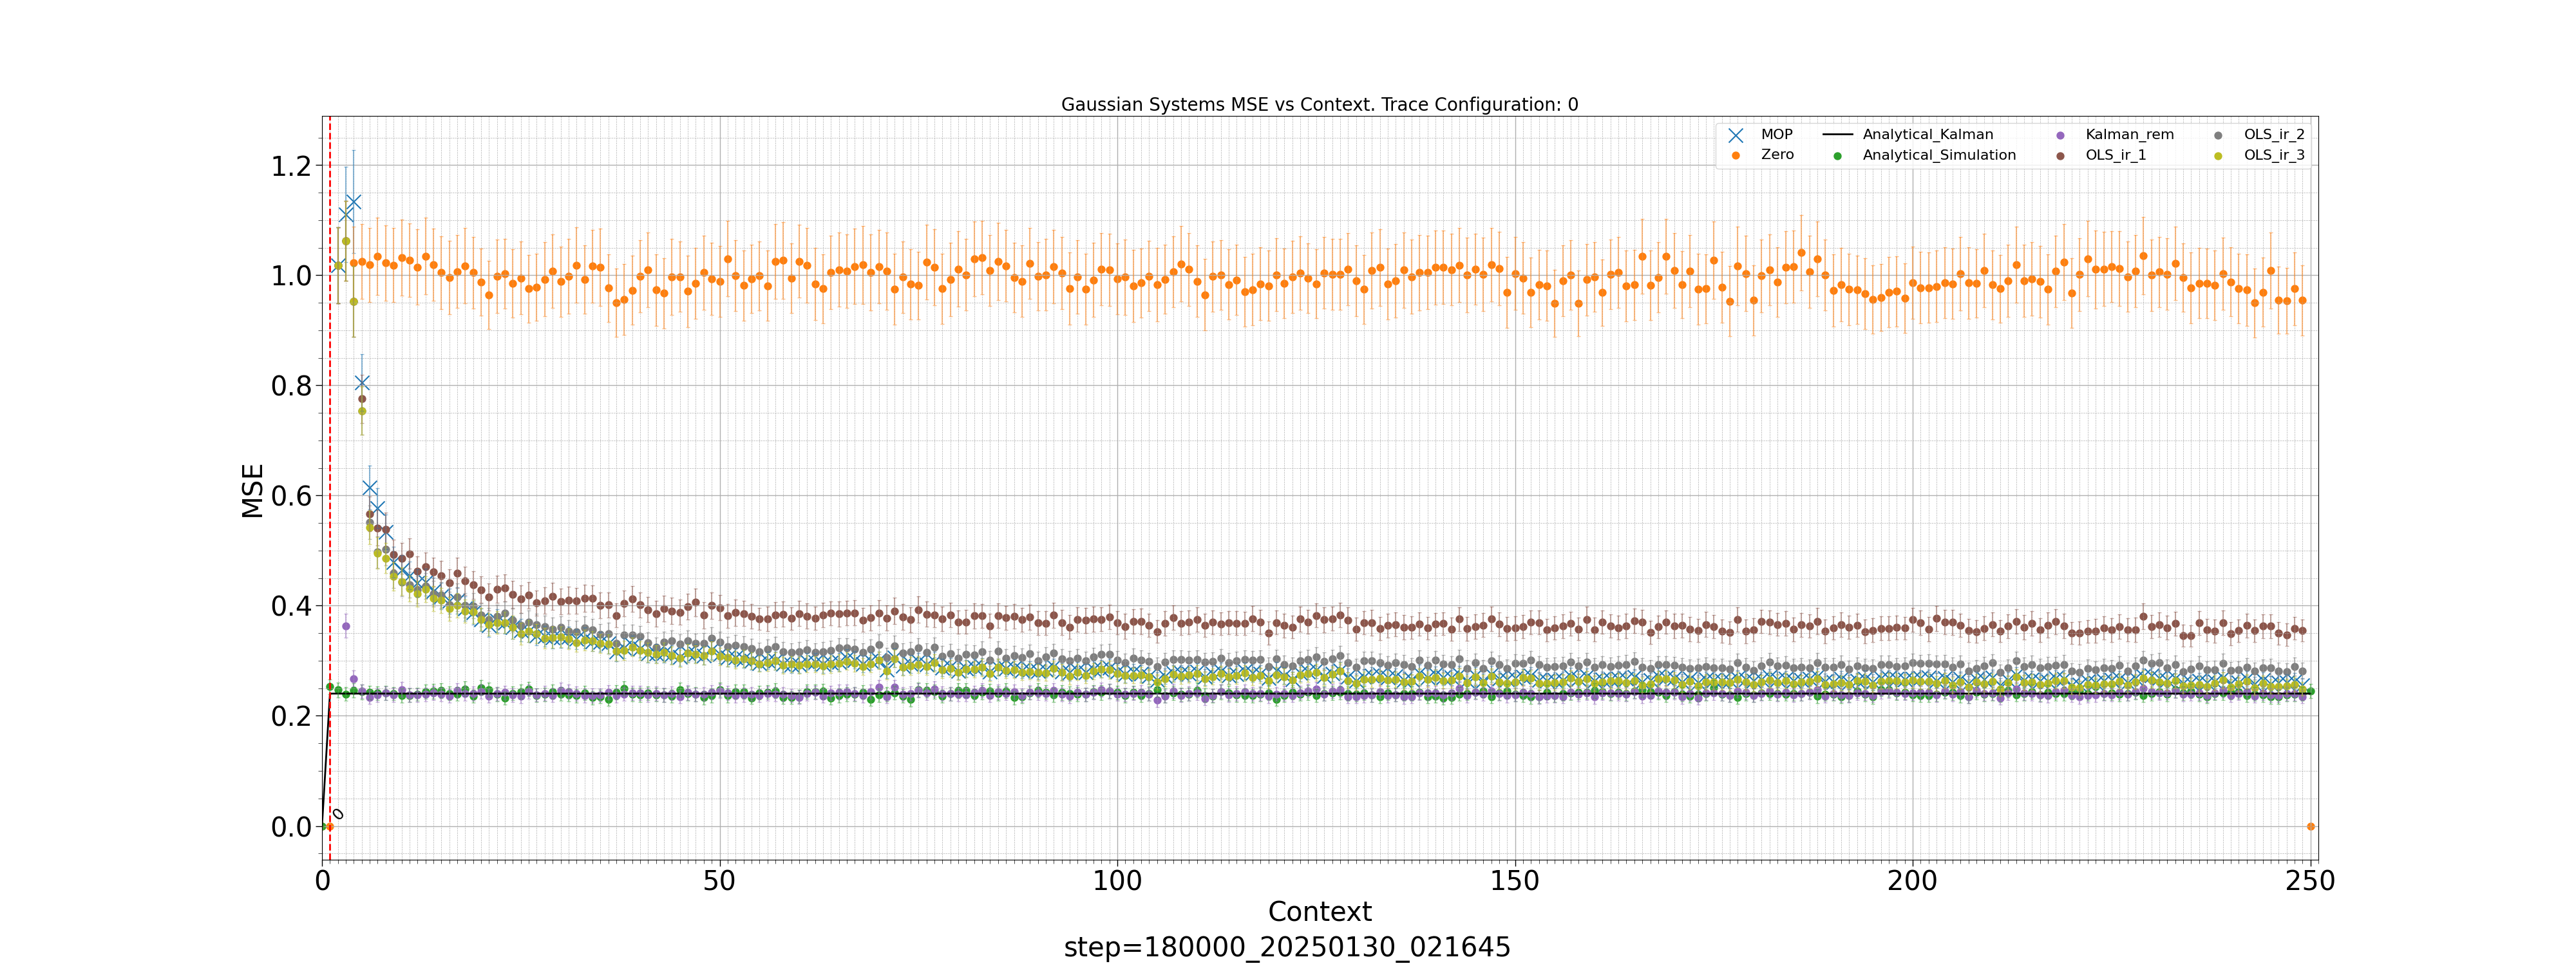 Gaussian Systems MSE vs Context. Trace Configuration: 0
MOP
Zero
Analytical_Kalman
Analytical_Simulation
Kalman_rem
OLS_ir_1
OLS_ir_2
OLS_ir_3
MSE
1.2
1.0
0.8
0.6
0.4
0.2
0.0
0
0
50
100
150
200
250
Context
step=180000_20250130_021645